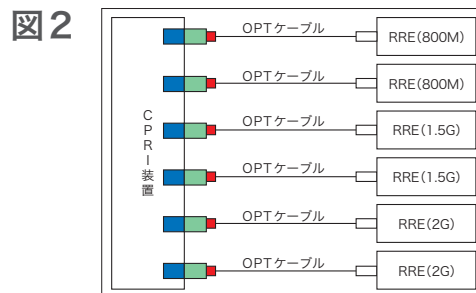 図2
CPRI装置
OPTケーブル
RRE(800M)
OPTケーブル
RRE(800M)
OPTケーブル
RRE(1.5G)
OPTケーブル
RRE(1.5G)
OPTケーブル
RRE(2G)
OPTケーブル
RRE(2G)